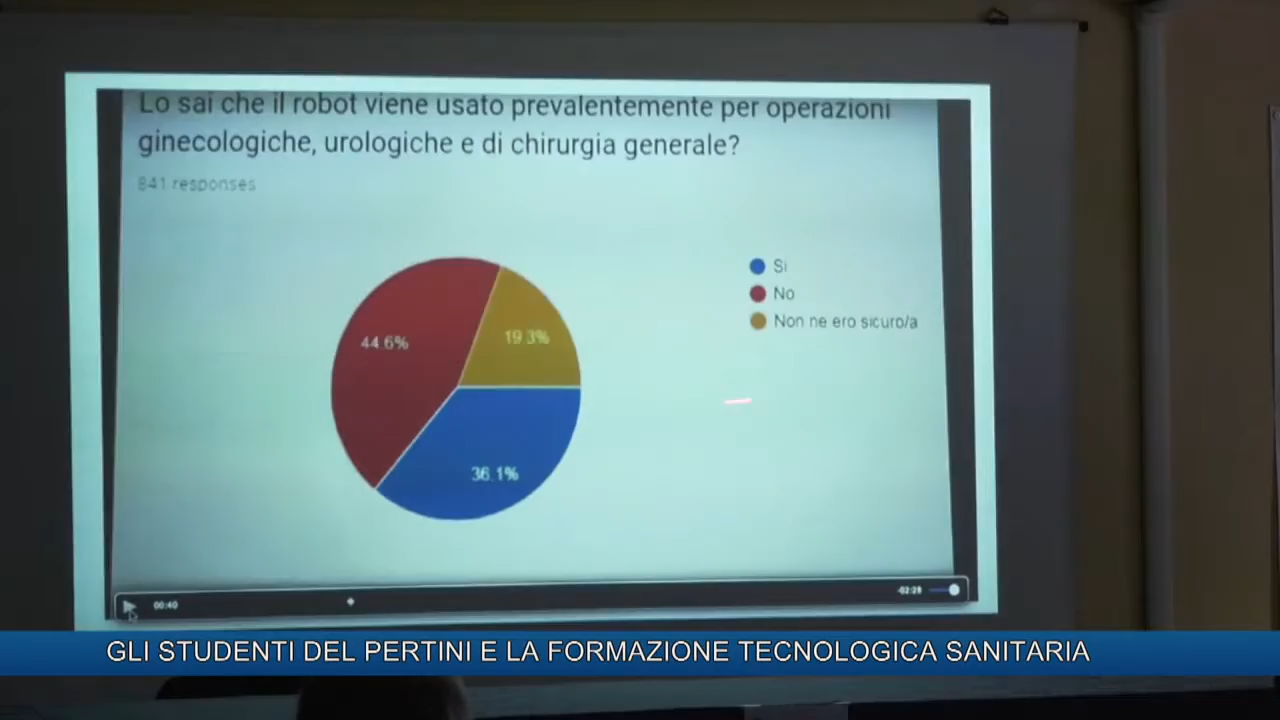 Lo sai che il robot viene usato prevalentemente per operazioni
ginecologiche, urologiche e di chirurgia generale?
841 responses
Sì
No
Non ne ero sicuro/a
44.6%
19.3%
36.1%
00:40
-02:28
GLI STUDENTI DEL PERTINI E LA FORMAZIONE TECNOLOGICA SANITARIA